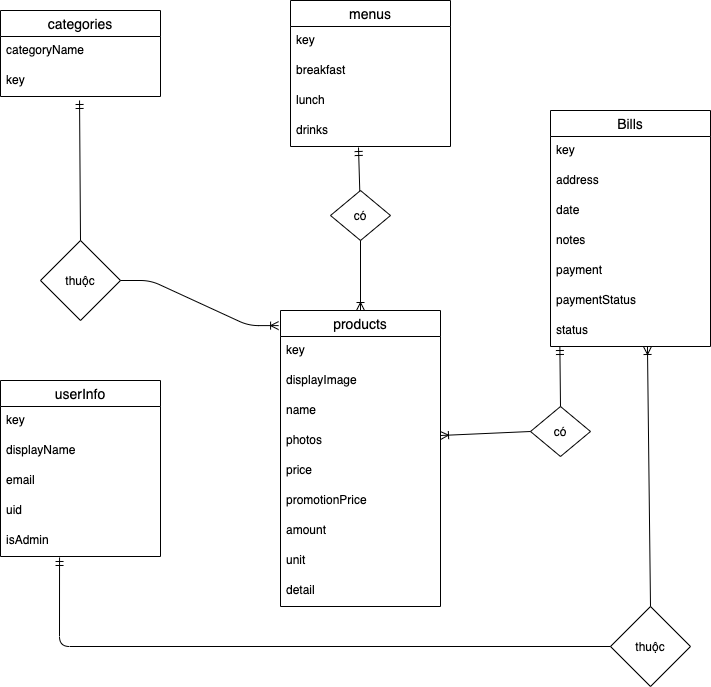 categories
categoryName
key
menus
key
breakfast
lunch
drinks
Bills
key
address
date
notes
payment
paymentStatus
status
có
thuộc
products
key
displayImage
name
photos
price
promotionPrice
amount
unit
detail
userInfo
key
displayName
email
uid
isAdmin
có
thuộc